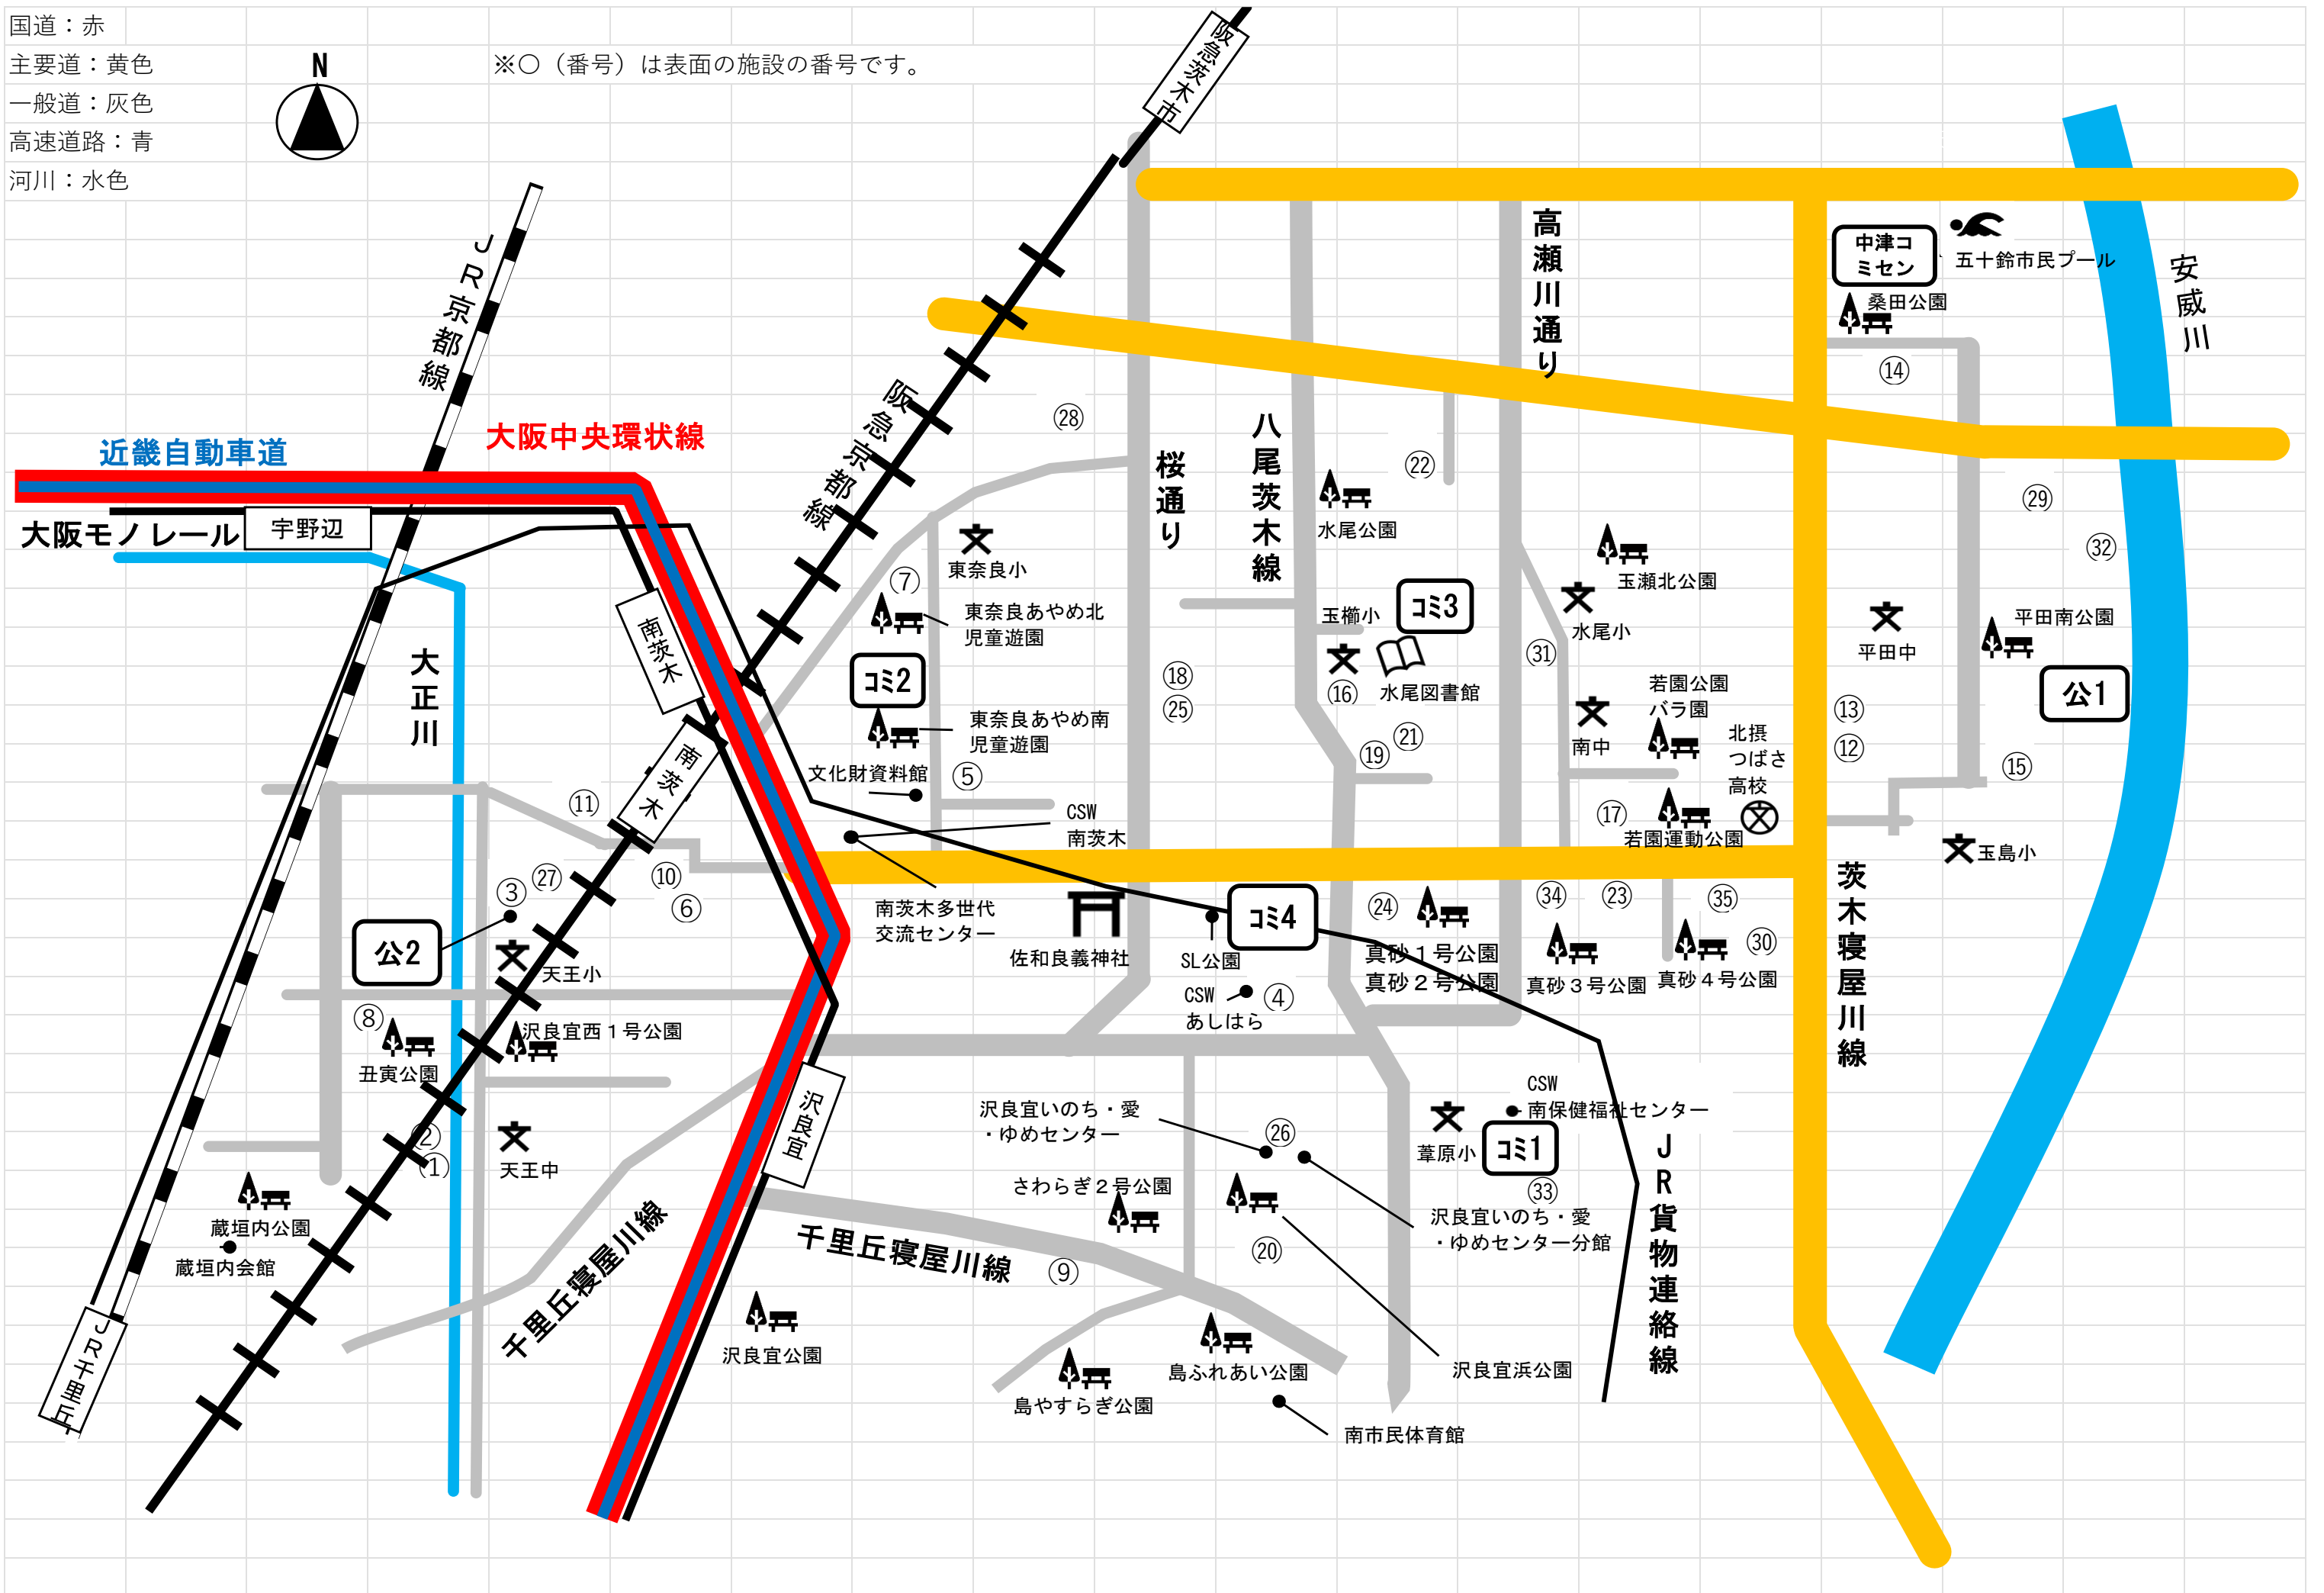 国道：赤
主要道：黄色
一般道：灰色
高速道路：青
河川：水色
N
※〇（番号）は表面の施設の番号です。
阪急茨木市
ＪＲ京都線
高瀬川通り
中津コ
ミセン
五十鈴市民プール
桑田公園
安威川
⑭
近畿自動車道
大阪中央環状線
阪急京都線
㉘
桜通り
八尾茨木線
㉒
水尾公園
㉙
㉜
大阪モノレール
宇野辺
東奈良小
⑦
東奈良あやめ北
児童遊園
玉櫛小
コミ3
玉瀬北公園
水尾小
平田中
平田南公園
大正川
南茨木
コミ2
⑱
㉕
⑯
水尾図書館
㉛
若園公園
バラ園
公1
東奈良あやめ南
児童遊園
⑲
㉑
南中
北摂
つばさ
高校
⑬
⑫
⑮
南茨木
文化財資料館
⑤
⑪
CSW
南茨木
⑰
若園運動公園
玉島小
㉗
③
⑩
⑥
南茨木多世代
交流センター
佐和良義神社
SL公園
コミ4
㉔
真砂１号公園
真砂２号公園
㉞
㉓
㉟
㉚
真砂３号公園
真砂４号公園
茨木寝屋川線
公2
天王小
CSW
あしはら
④
⑧
丑寅公園
沢良宜西１号公園
沢良宜
沢良宜いのち・愛
・ゆめセンター
㉖
CSW
南保健福祉センター
葦原小
コミ1
㉝
②
①
天王中
さわらぎ２号公園
沢良宜いのち・愛
・ゆめセンター分館
ＪＲ貨物連絡線
蔵垣内公園
蔵垣内会館
千里丘寝屋川線
千里丘寝屋川線
⑨
⑳
沢良宜浜公園
ＪＲ千里丘
沢良宜公園
島ふれあい公園
島やすらぎ公園
南市民体育館